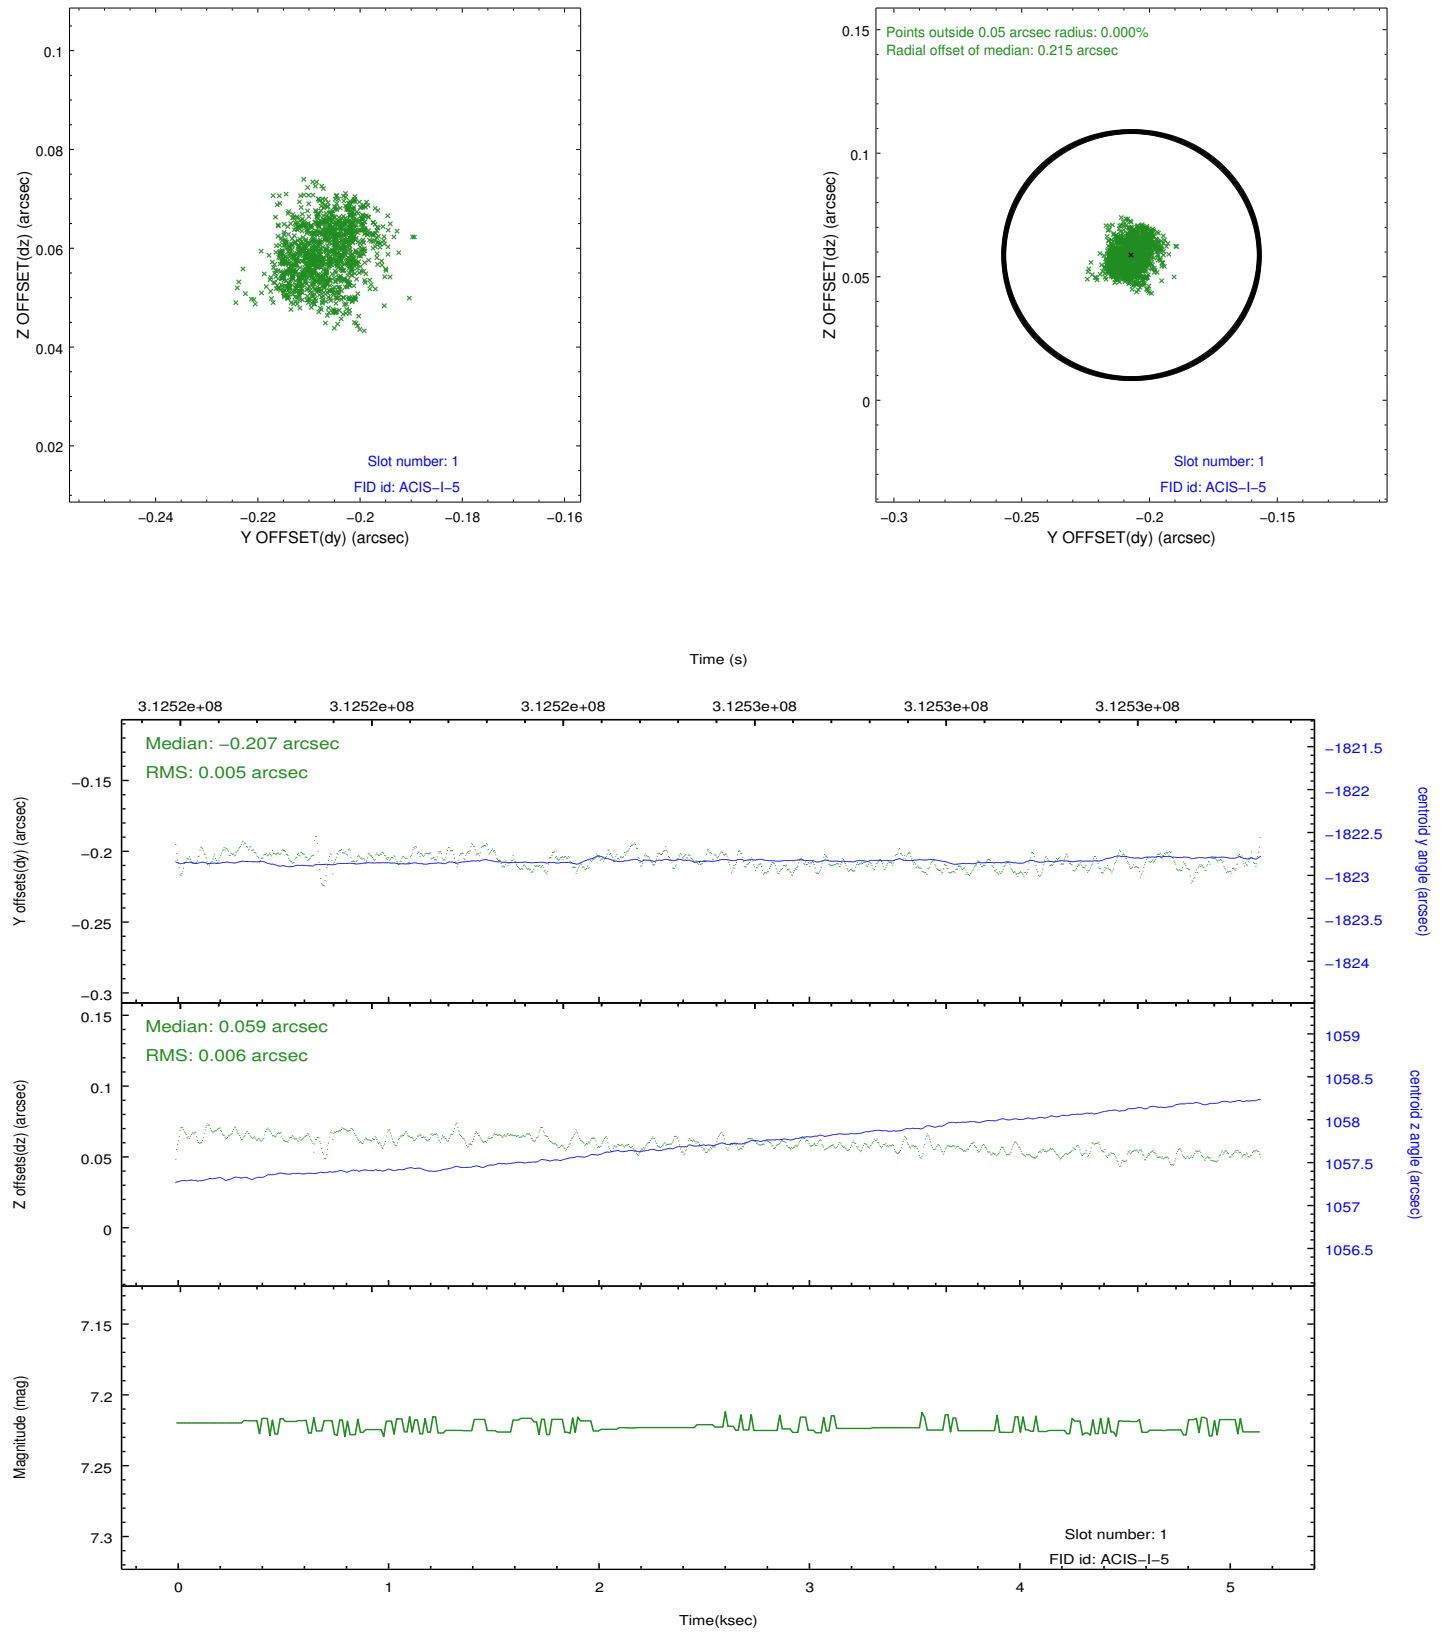 0.1
0.08
0.06
0.04
0.02
Z OFFSET(dz) (arcsec)
Slot number: 1
FID id: ACIS−I−5
−0.24
−0.22
−0.2
−0.18
−0.16
Y OFFSET(dy) (arcsec)
Points outside 0.05 arcsec radius: 0.000%
Radial offset of median: 0.215 arcsec
0.15
0.1
0.05
0
Z OFFSET(dz) (arcsec)
Slot number: 1
FID id: ACIS−I−5
−0.3
−0.25
−0.2
−0.15
Y OFFSET(dy) (arcsec)
Time (s)
3.1252e+08
3.1252e+08
3.1252e+08
3.1253e+08
3.1253e+08
3.1253e+08
Median: −0.207 arcsec
RMS: 0.005 arcsec
−0.15
−0.2
−0.25
−0.3
Y offsets(dy) (arcsec)
−1821.5
−1822
−1822.5
−1823
−1823.5
−1824
centroid y angle (arcsec)
Median: 0.059 arcsec
RMS: 0.006 arcsec
0.15
0.1
0.05
0
Z offsets(dz) (arcsec)
1059
1058.5
1058
1057.5
1057
1056.5
centroid z angle (arcsec)
7.15
7.2
7.25
7.3
Magnitude (mag)
Slot number: 1
FID id: ACIS−I−5
0
1
2
3
4
5
Time(ksec)